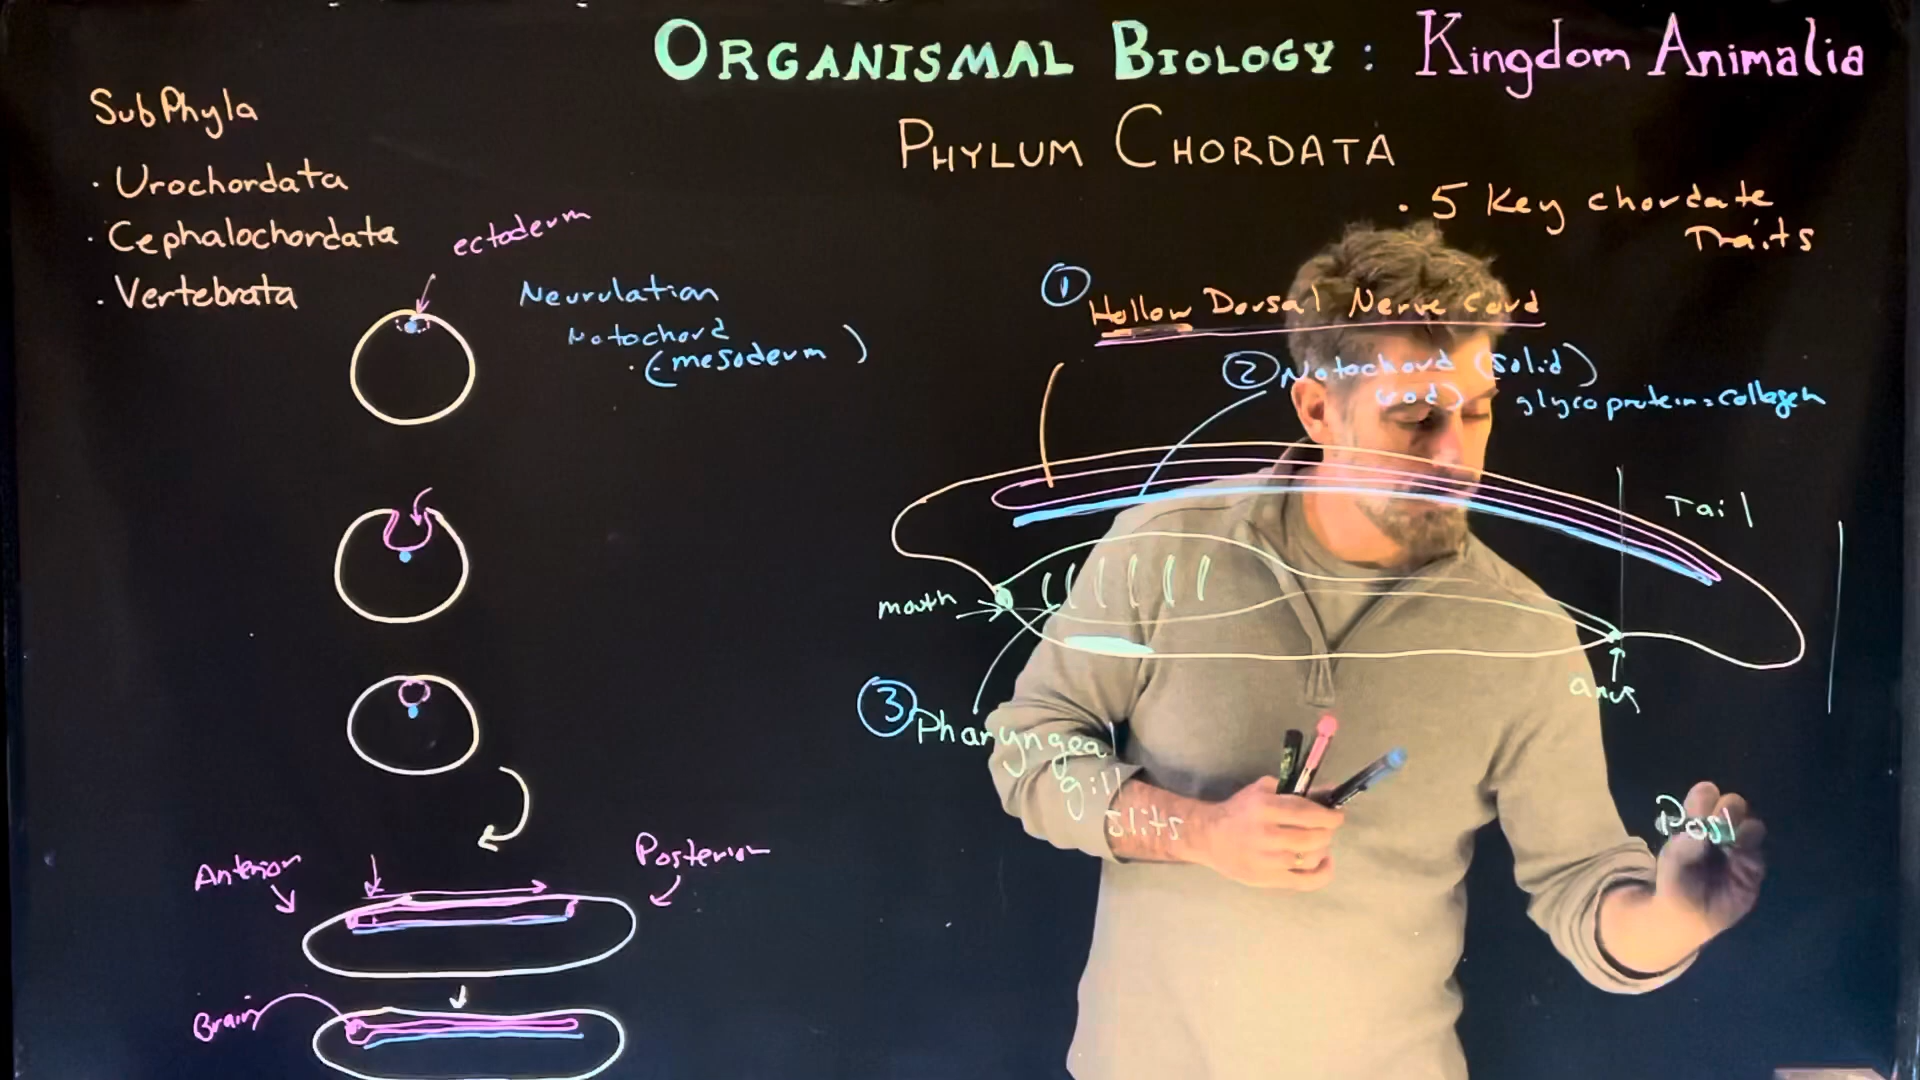 ORGANISMAL BIOLOGY: Kingdom Animalia
PHYLUM CHORDATA
SubPhyla
· Urochordata
· Cephalochordata
· Vertebrata
ectoderm
Neurulation
Notochord
· (mesoderm)
· 5 Key chordate
Traits
① Hollow Dorsal Nerve Cord
② Notochord (solid
rod) glycoprotein = collagen
Tail
mouth
anus
③ Pharyngeal
gill
slits
Post
Anterior
Posterior
Brain